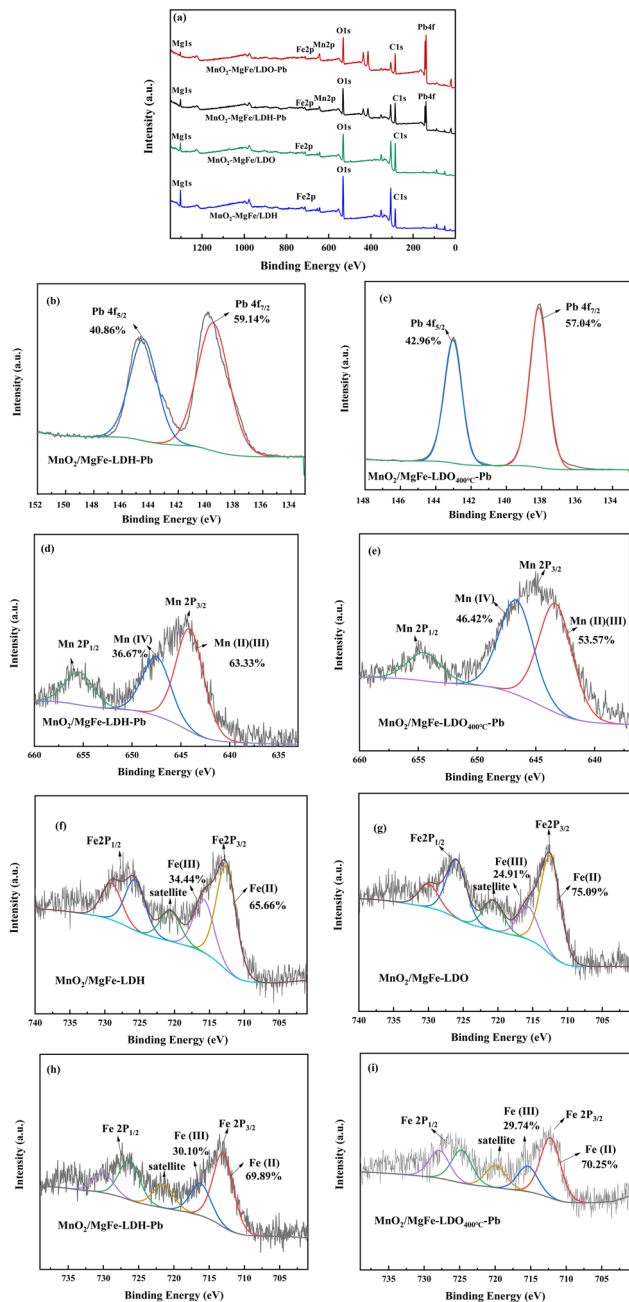 (a)
Mg1s
Fe2p
Mn2p
O1s
C1s
Pb4f
MnO₂-MgFe/LDO-Pb
Mg1s
Fe2p
Mn2p
O1s
C1s
Pb4f
MnO₂-MgFe/LDH-Pb
Mg1s
Fe2p
O1s
C1s
MnO₂-MgFe/LDO
Mg1s
Fe2p
O1s
C1s
MnO₂-MgFe/LDH
Intensity (a.u.)
1200 1000 800 600 400 200 0
Binding Energy (eV)
(b)
Pb 4f₅/₂
40.86%
Pb 4f₇/₂
59.14%
MnO₂/MgFe-LDH-Pb
Intensity (a.u.)
152 150 148 146 144 142 140 138 136 134
Binding Energy (eV)
(c)
Pb 4f₅/₂
42.96%
Pb 4f₇/₂
57.04%
MnO₂/MgFe-LDO₄₀₀℃-Pb
Intensity (a.u.)
148 146 144 142 140 138 136 134
Binding Energy (eV)
(d)
Mn 2P₃/₂
Mn (IV)
36.67%
Mn 2P₁/₂
Mn (II)(III)
63.33%
MnO₂/MgFe-LDH-Pb
Intensity (a.u.)
660 655 650 645 640 635
Binding Energy (eV)
(e)
Mn 2P₃/₂
Mn (IV)
46.42%
Mn 2P₁/₂
Mn (II)(III)
53.57%
MnO₂/MgFe-LDO₄₀₀℃-Pb
Intensity (a.u.)
660 655 650 645 640
Binding Energy (eV)
(f)
Fe2P₁/₂
Fe2P₃/₂
Fe(III)
34.44%
satellite
Fe(II)
65.66%
MnO₂/MgFe-LDH
Intensity (a.u.)
740 735 730 725 720 715 710 705
Binding Energy (eV)
(g)
Fe2P₁/₂
Fe2P₃/₂
Fe(III)
24.91%
satellite
Fe(II)
75.09%
MnO₂/MgFe-LDO
Intensity (a.u.)
740 735 730 725 720 715 710 705
Binding Energy (eV)
(h)
Fe 2P₁/₂
Fe 2P₃/₂
Fe (III)
30.10%
satellite
Fe (II)
69.89%
MnO₂/MgFe-LDH-Pb
Intensity (a.u.)
735 730 725 720 715 710 705
Binding Energy (eV)
(i)
Fe 2P₁/₂
Fe 2P₃/₂
Fe (III)
29.74%
satellite
Fe (II)
70.25%
MnO₂/MgFe-LDO₄₀₀℃-Pb
Intensity (a.u.)
735 730 725 720 715 710 705
Binding Energy (eV)